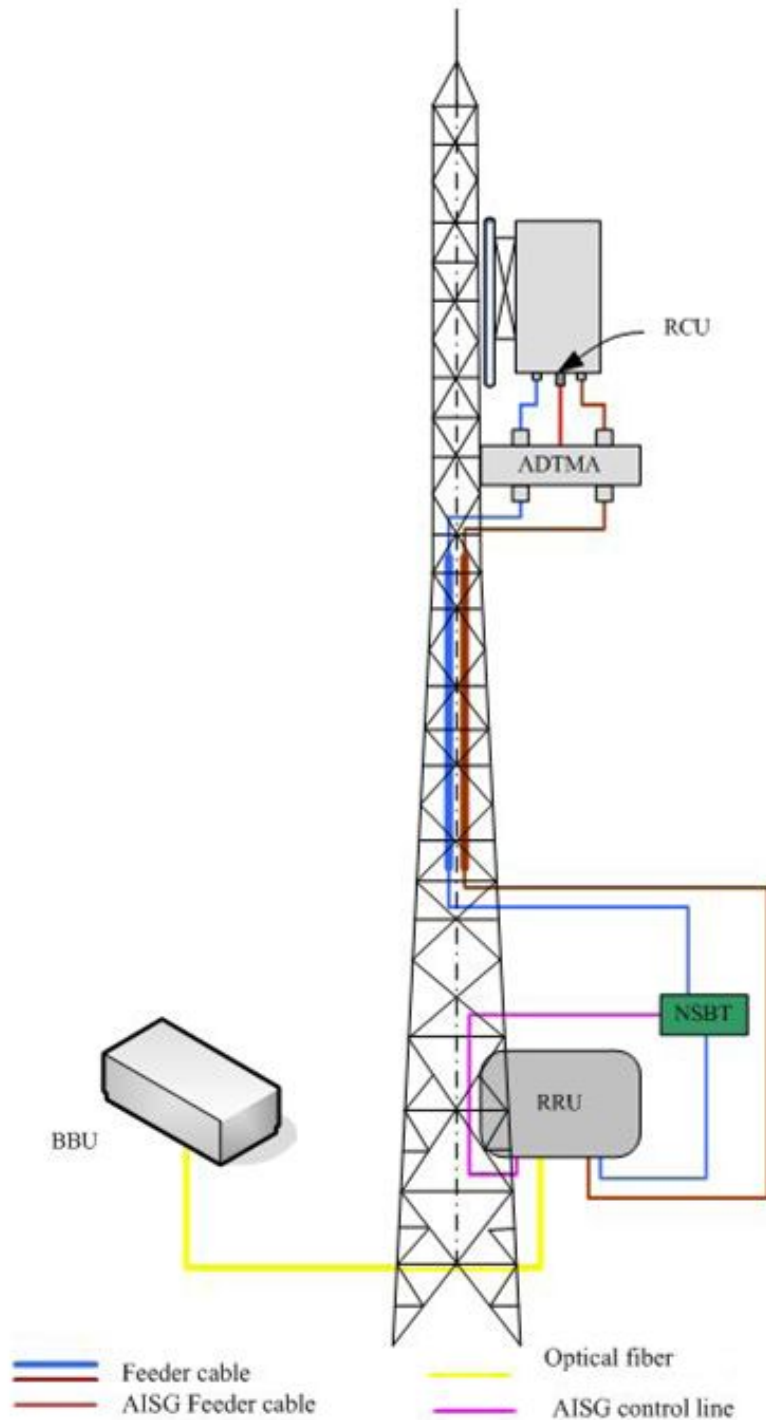 RCU
ADTMA
NSBT
RRU
BBU
Feeder cable
Optical fiber
AISG Feeder cable
AISG control line